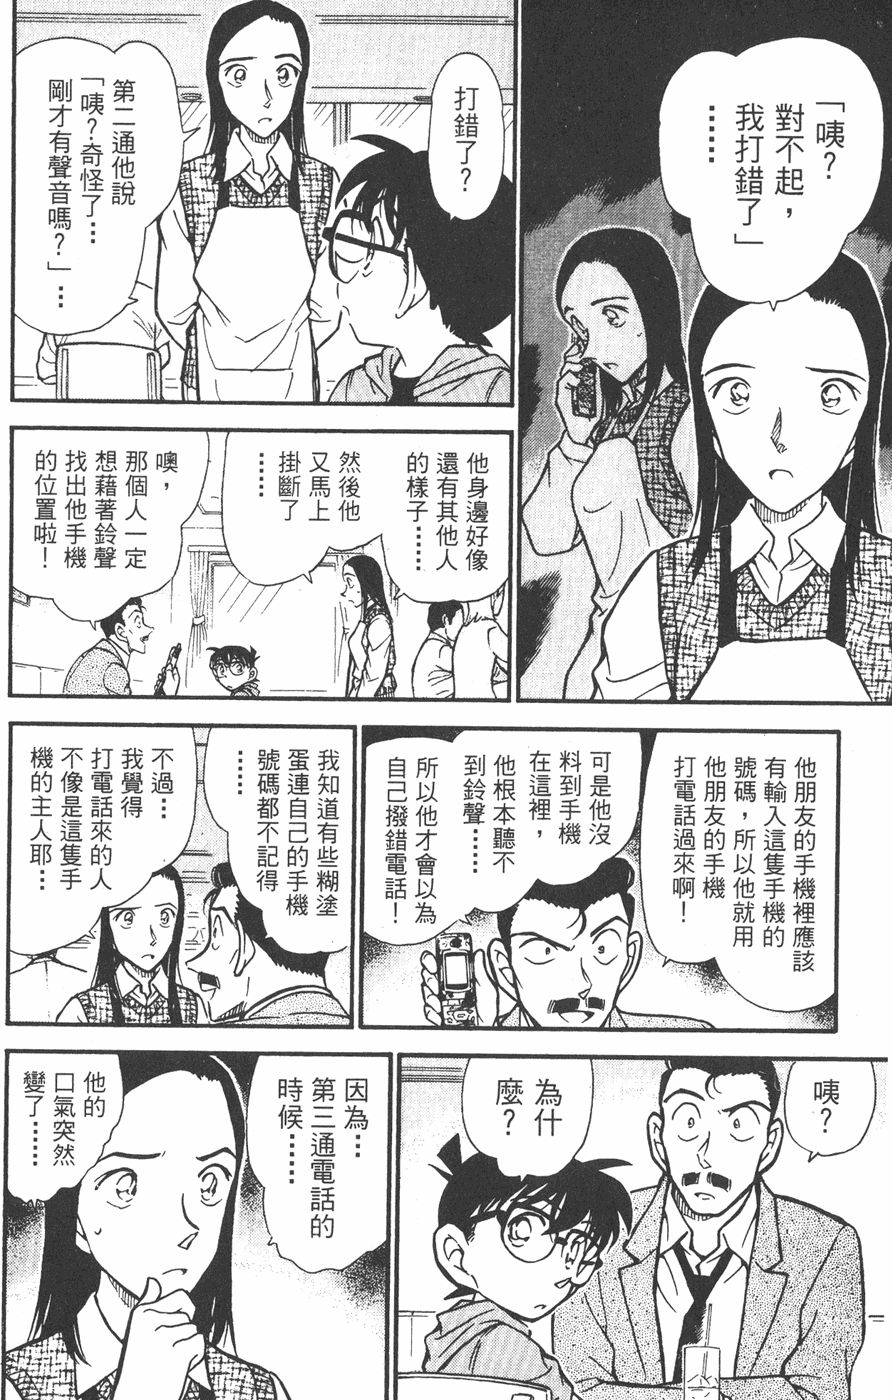 「咦？
對不起，
我打錯了」
……
打錯了？
第二通他說
「咦？奇怪了…
剛才有聲音嗎？」…
他身邊好像
還有其他人
的樣子……
然後他
又馬上
掛斷了
……
噢，
那個人一定
想藉著鈴聲
找出他手機
的位置啦！
他朋友的手機裡應該
有輸入這隻手機的
號碼，所以他就用
他朋友的手機
打電話過來啊！
可是他沒
料到手機
在這裡，
他根本聽不
到鈴聲……
所以他才會以為
自己撥錯電話！
我知道有些糊塗
蛋連自己的手機
號碼都不記得
……
不過…
我覺得
打電話來的人
不像是這隻手
機的主人耶…
咦？
為什
麼？
因為…
第三通電話的
時候……
他的
口氣突然
變了……